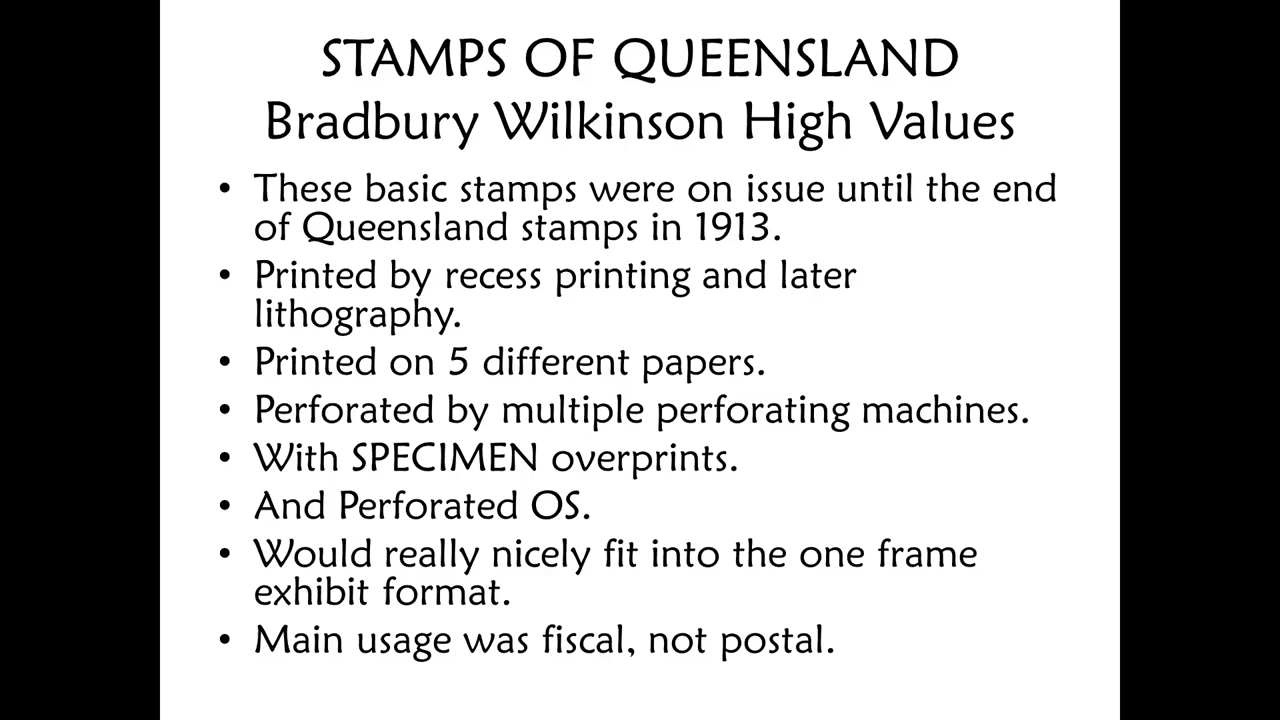 STAMPS OF QUEENSLAND
Bradbury Wilkinson High Values
• These basic stamps were on issue until the end
of Queensland stamps in 1913.
• Printed by recess printing and later
lithography.
• Printed on 5 different papers.
• Perforated by multiple perforating machines.
• With SPECIMEN overprints.
• And Perforated OS.
• Would really nicely fit into the one frame
exhibit format.
• Main usage was fiscal, not postal.